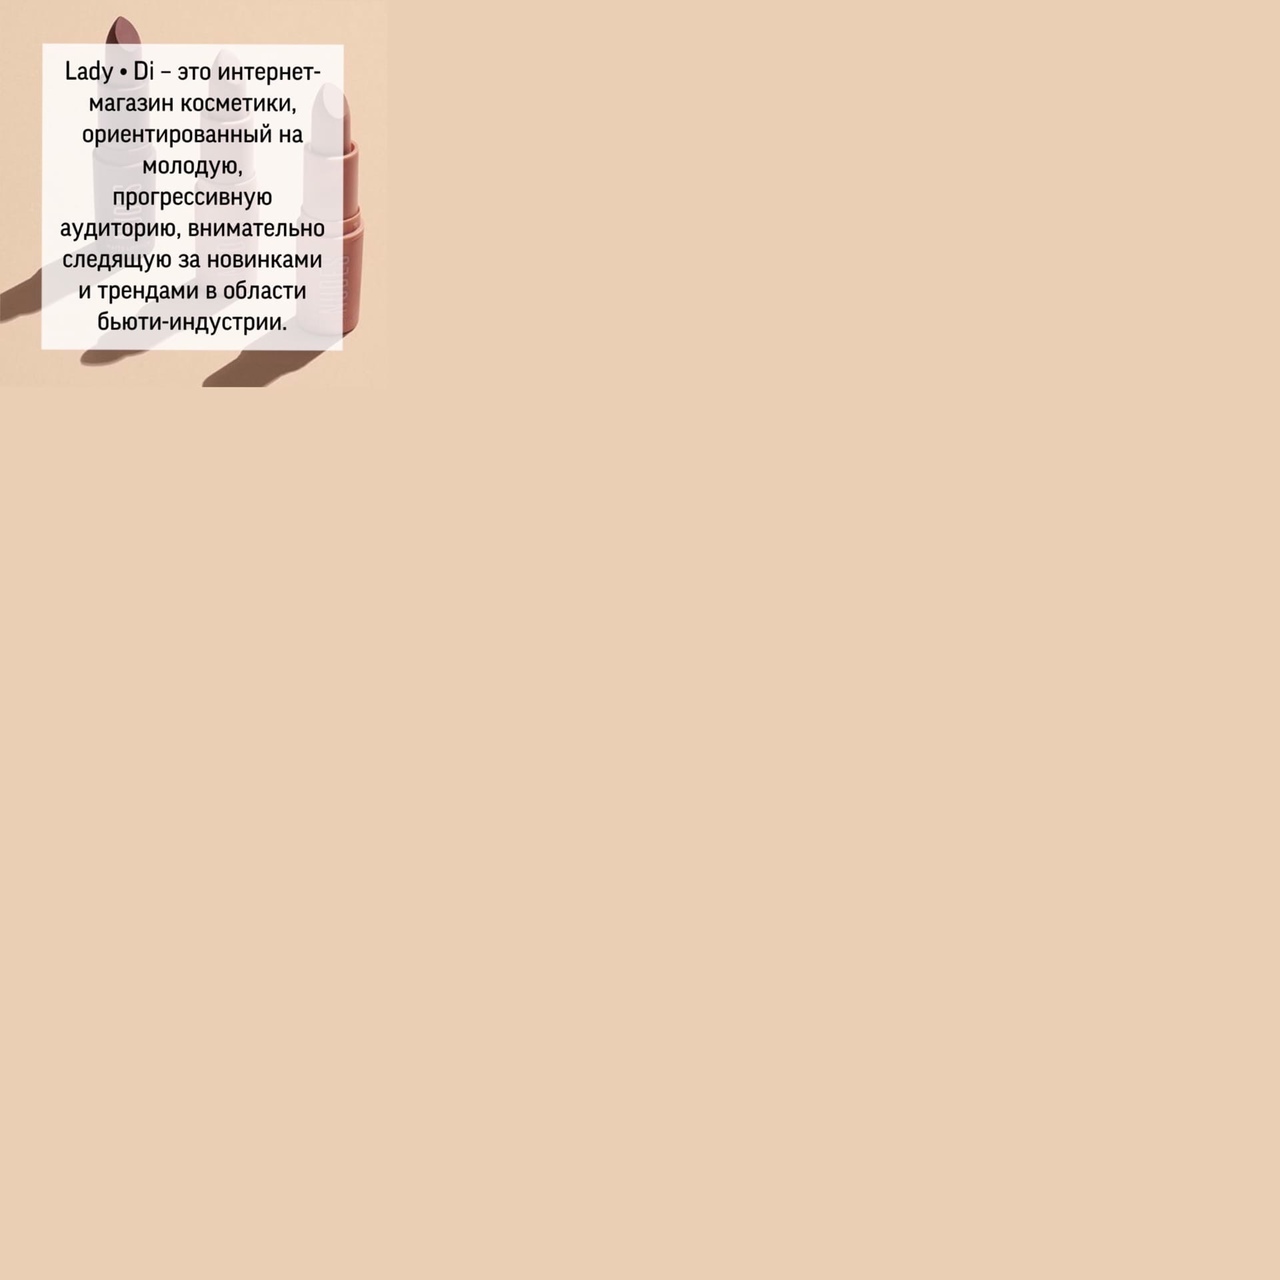 Lady • Di – это интернет-
магазин косметики,
ориентированный на
молодую,
прогрессивную
аудиторию, внимательно
следящую за новинками
и трендами в области
бьюти-индустрии.